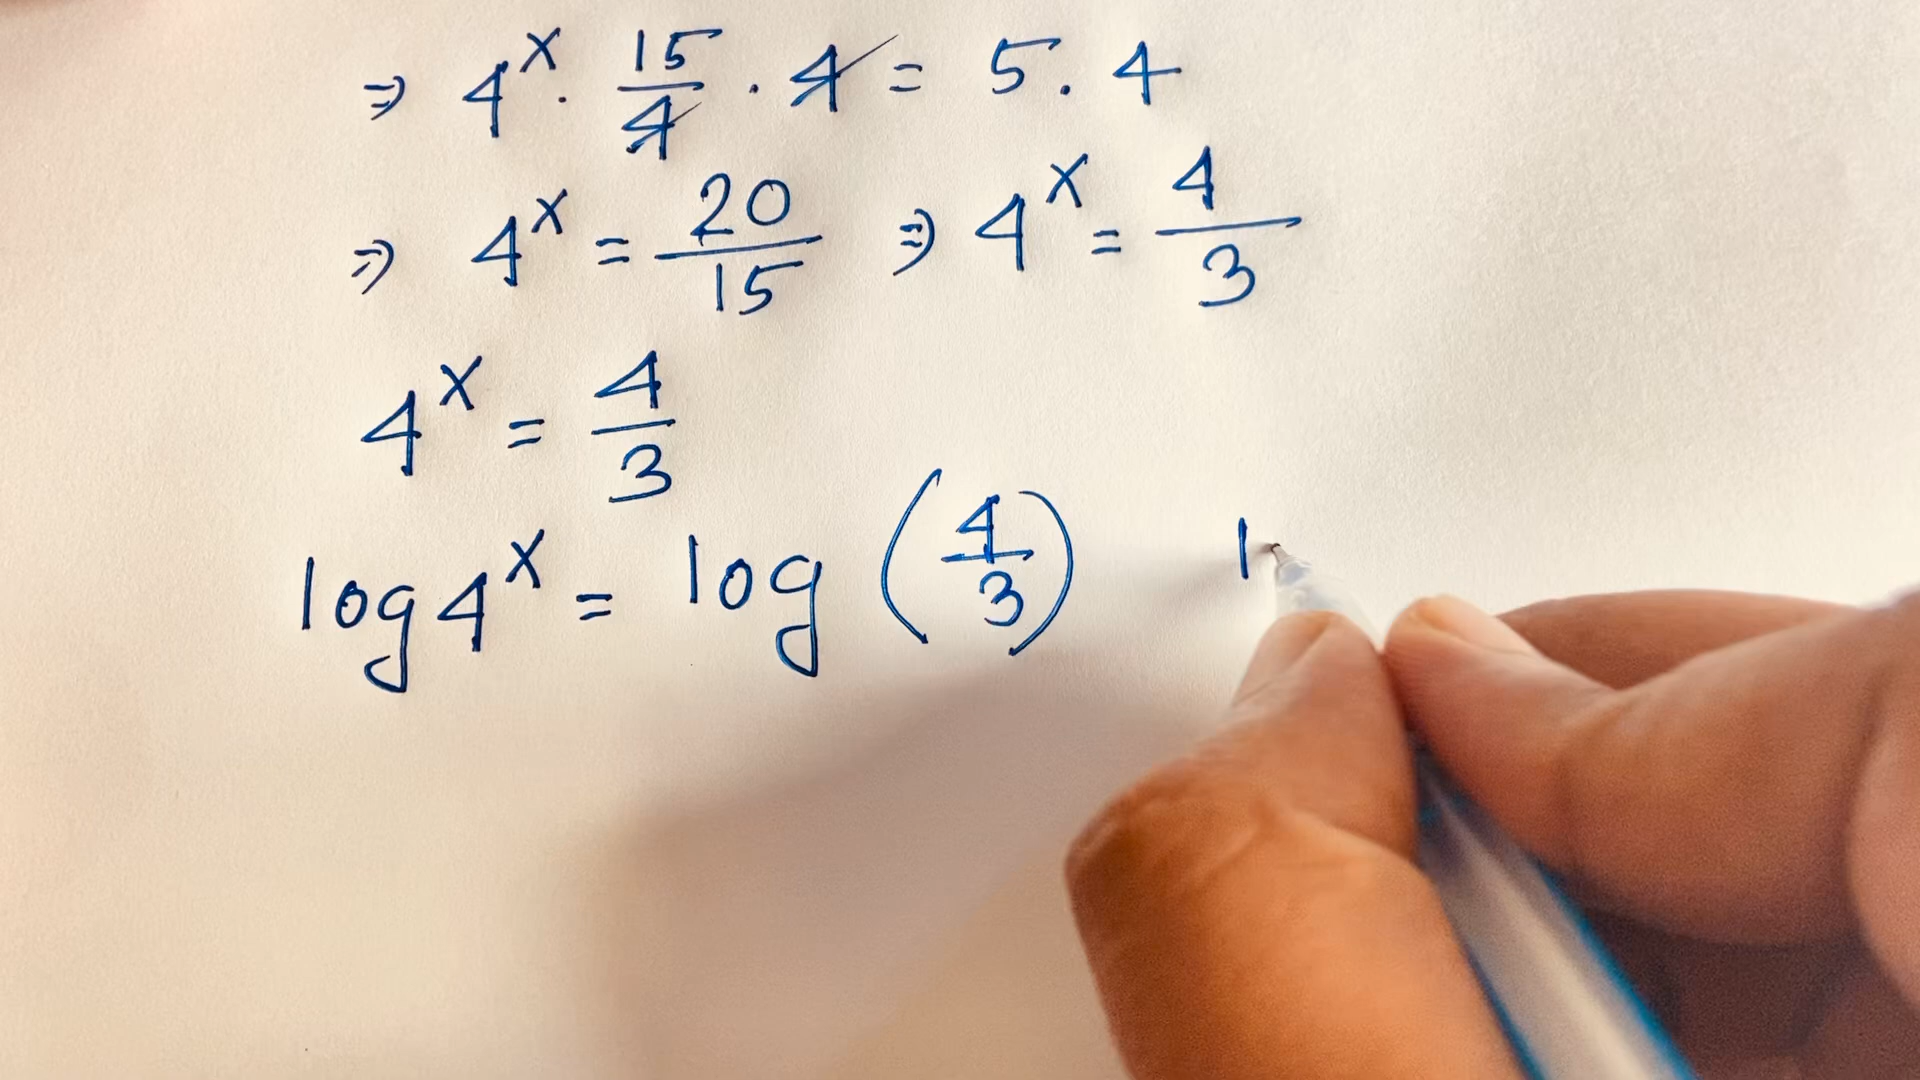 ⇒ 4^x · 15/4 · 4 = 5 . 4
⇒ 4^x = 20/15 ⇒ 4^x = 4/3
4^x = 4/3
log 4^x = log (4/3) l